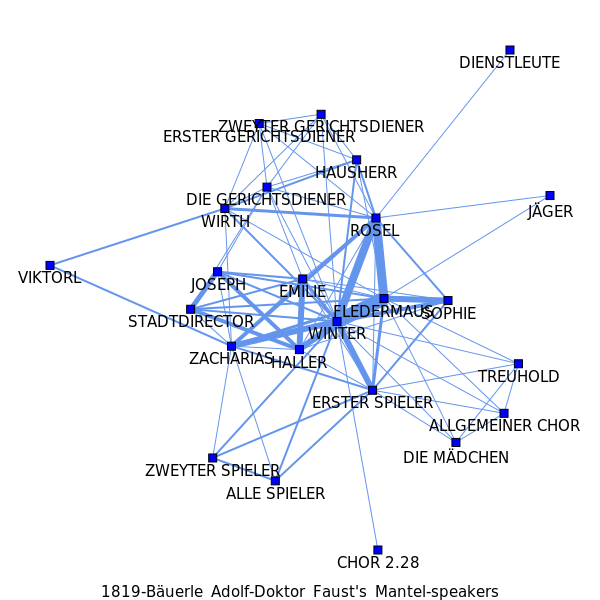 DIENSTLEUTE
ZWEYTER GERICHTSDIENER
ERSTER GERICHTSDIENER
HAUSHERR
DIE GERICHTSDIENER
JÄGER
WIRTH
ROSEL
VIKTORL
JOSEPH
EMILIE
FLEDERMAUS
SOPHIE
STADTDIRECTOR
WINTER
ZACHARIAS
HALLER
TREUHOLD
ERSTER SPIELER
ALLGEMEINER CHOR
DIE MÄDCHEN
ZWEYTER SPIELER
ALLE SPIELER
CHOR 2.28
1819-Bäuerle Adolf-Doktor Faust's Mantel-speakers